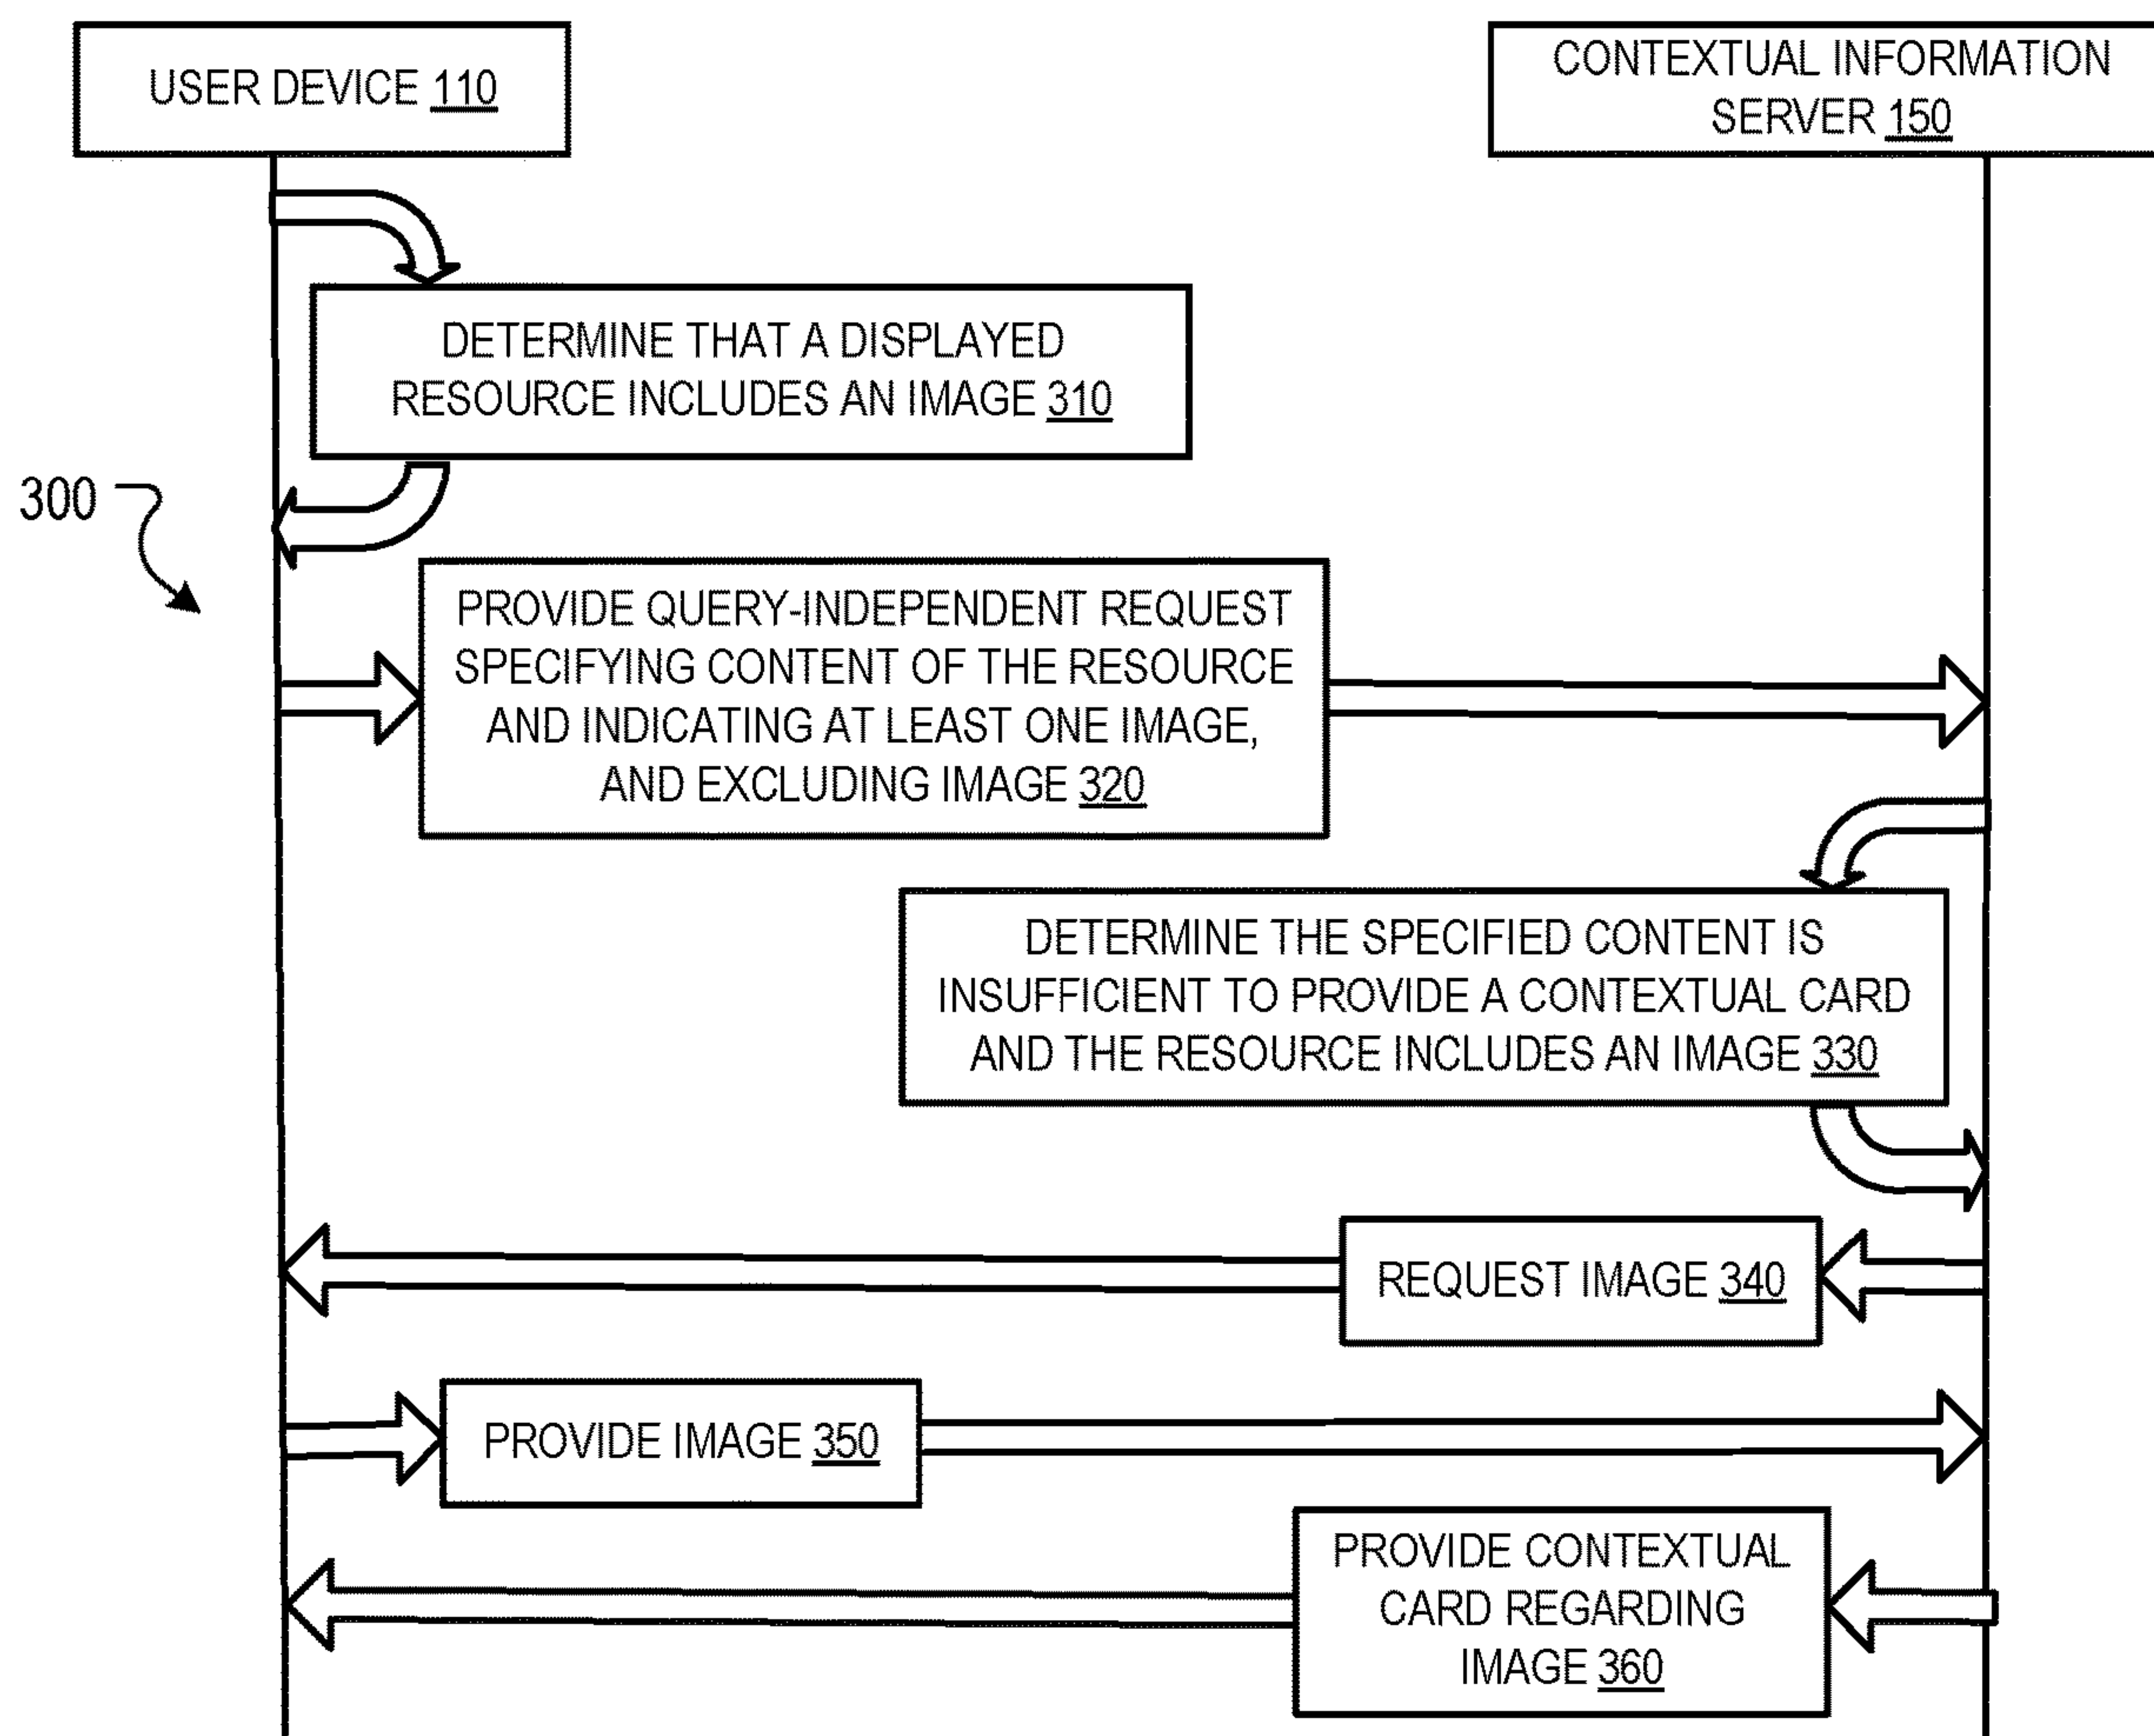 USER DEVICE 110
CONTEXTUAL INFORMATION
SERVER 150
DETERMINE THAT A DISPLAYED
RESOURCE INCLUDES AN IMAGE 310
300
PROVIDE QUERY-INDEPENDENT REQUEST
SPECIFYING CONTENT OF THE RESOURCE
AND INDICATING AT LEAST ONE IMAGE,
AND EXCLUDING IMAGE 320
DETERMINE THE SPECIFIED CONTENT IS
INSUFFICIENT TO PROVIDE A CONTEXTUAL CARD
AND THE RESOURCE INCLUDES AN IMAGE 330
REQUEST IMAGE 340
PROVIDE IMAGE 350
PROVIDE CONTEXTUAL
CARD REGARDING
IMAGE 360